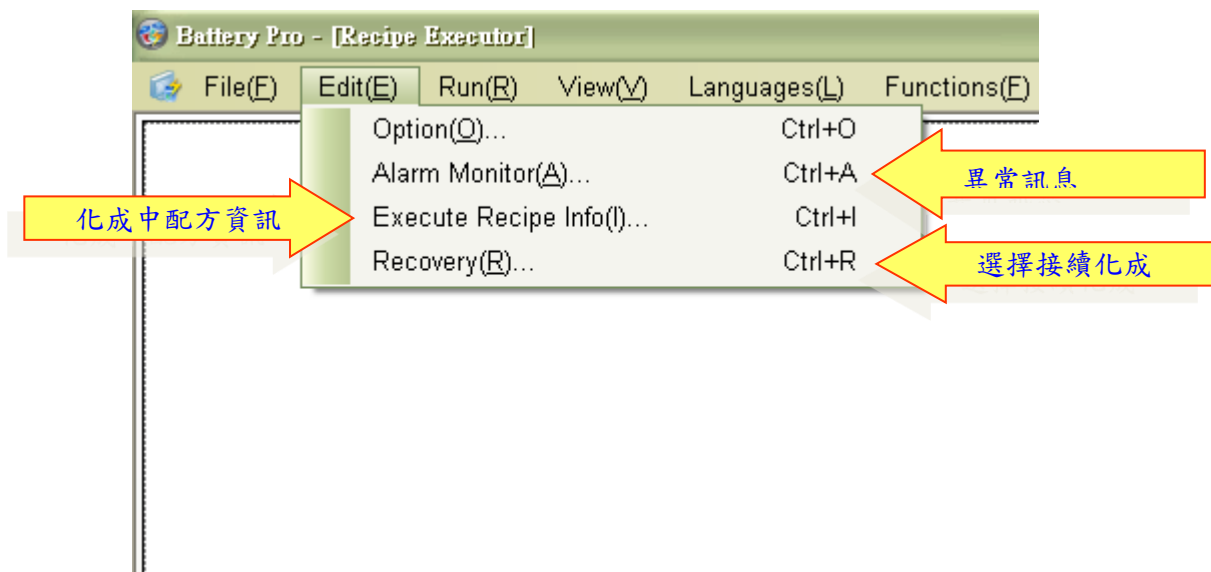 Battery Pro - [Recipe Executor]
File(F) Edit(E) Run(R) View(V) Languages(L) Functions(F)
Option(O)... Ctrl+O
Alarm Monitor(A)... Ctrl+A
異常訊息
化成中配方資訊
Execute Recipe Info(I)... Ctrl+I
Recovery(R)... Ctrl+R
選擇接續化成